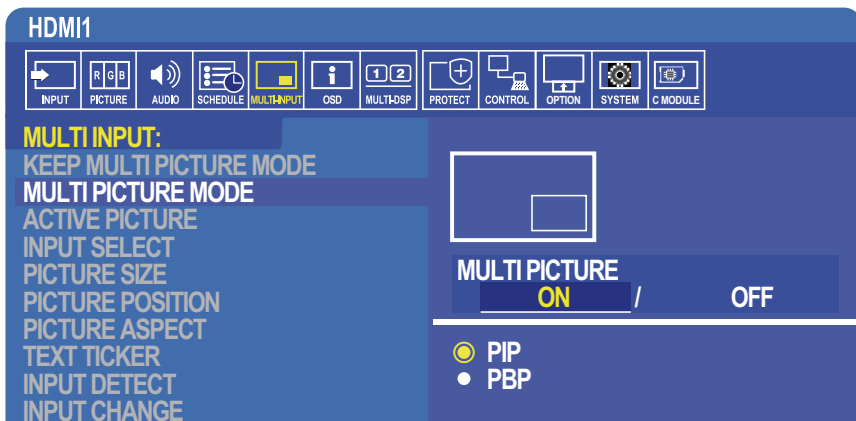 HDMI1
R G B
1 2
INPUT PICTURE AUDIO SCHEDULE MULTI-INPUT OSD MULTI-DSP PROTECT CONTROL OPTION SYSTEM C MODULE
MULTI INPUT:
KEEP MULTI PICTURE MODE
MULTI PICTURE MODE
ACTIVE PICTURE
INPUT SELECT
PICTURE SIZE
PICTURE POSITION
PICTURE ASPECT
TEXT TICKER
INPUT DETECT
INPUT CHANGE
MULTI PICTURE
ON / OFF
PIP
PBP